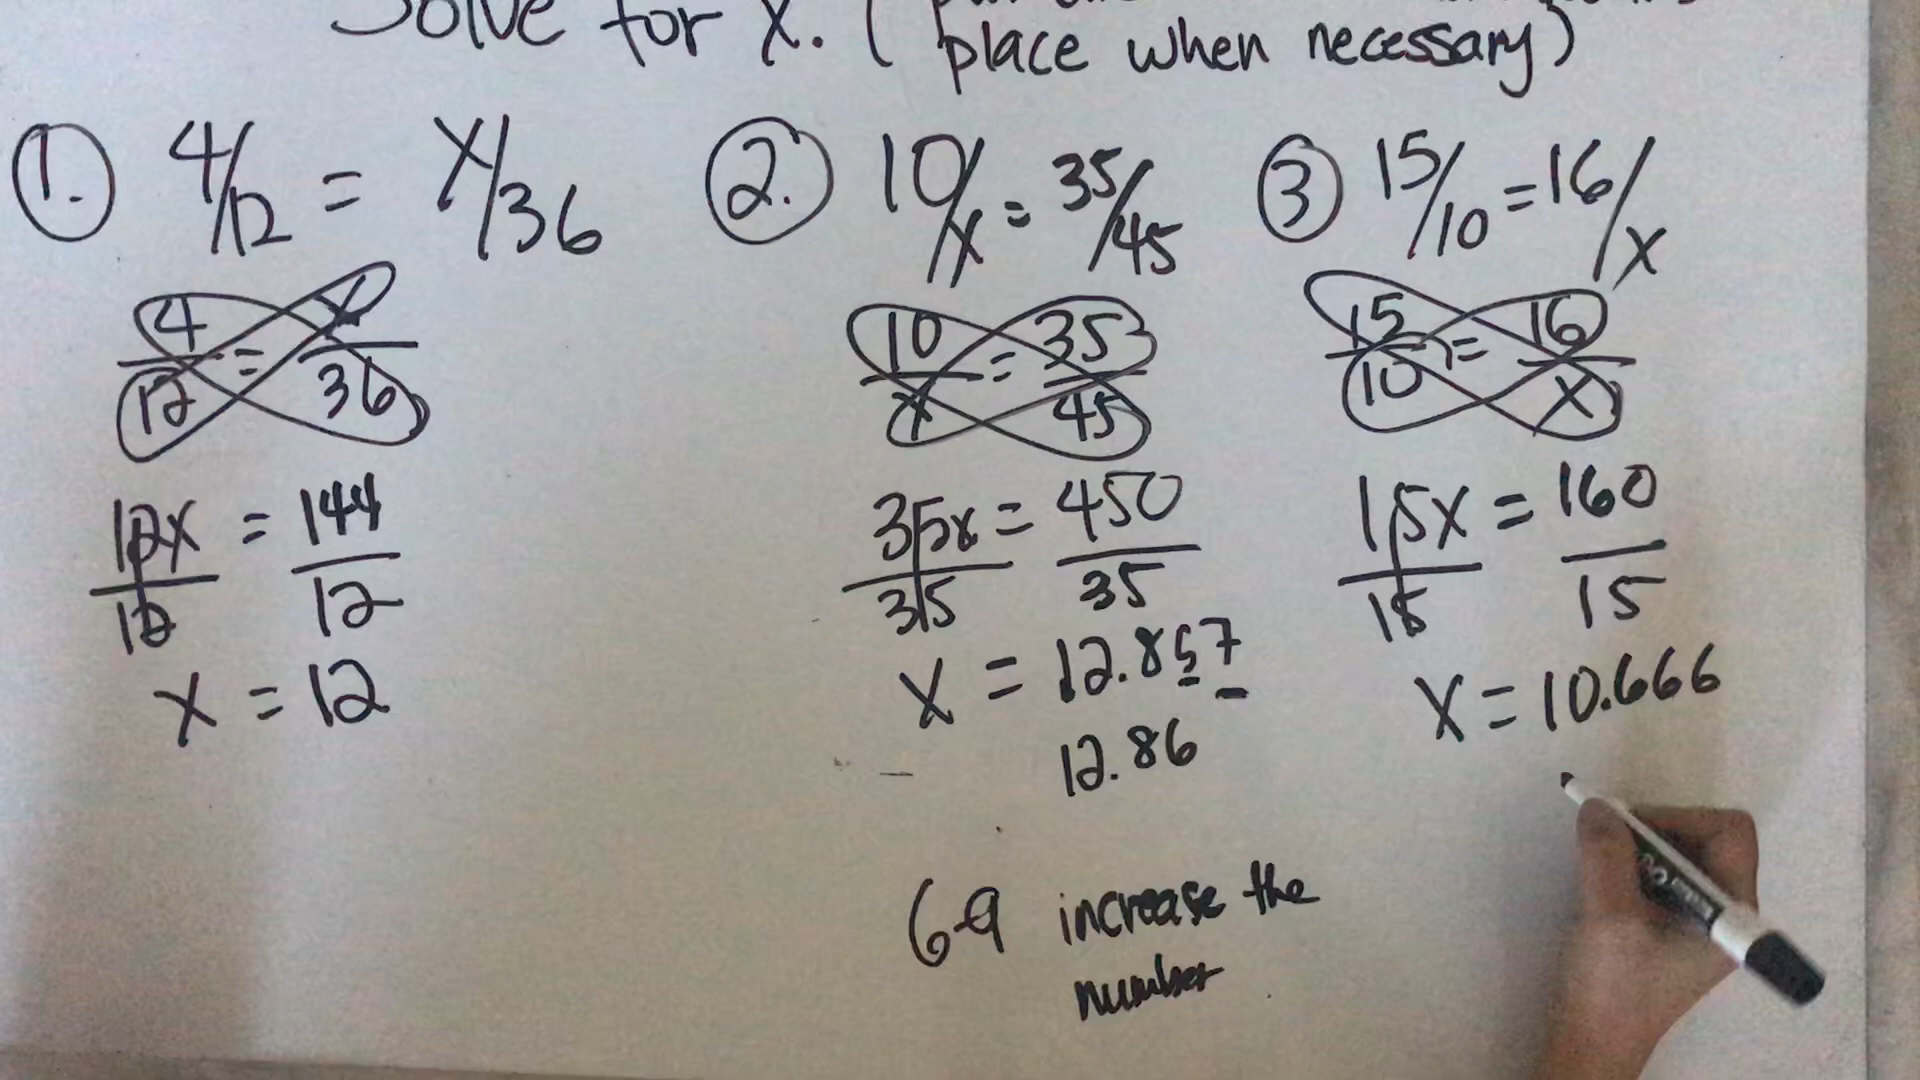 Solve for x. (
place when necessary)
1. 4/12 = x/36
4/12 = x/36
12x/12 = 144/12
x = 12
2. 10/x = 35/45
10/x = 35/45
35x/35 = 450/35
x = 12.857
12.86
6-9 increase the
number
3 15/10 = 16/x
15/10 = 16/x
15x/15 = 160/15
x = 10.666